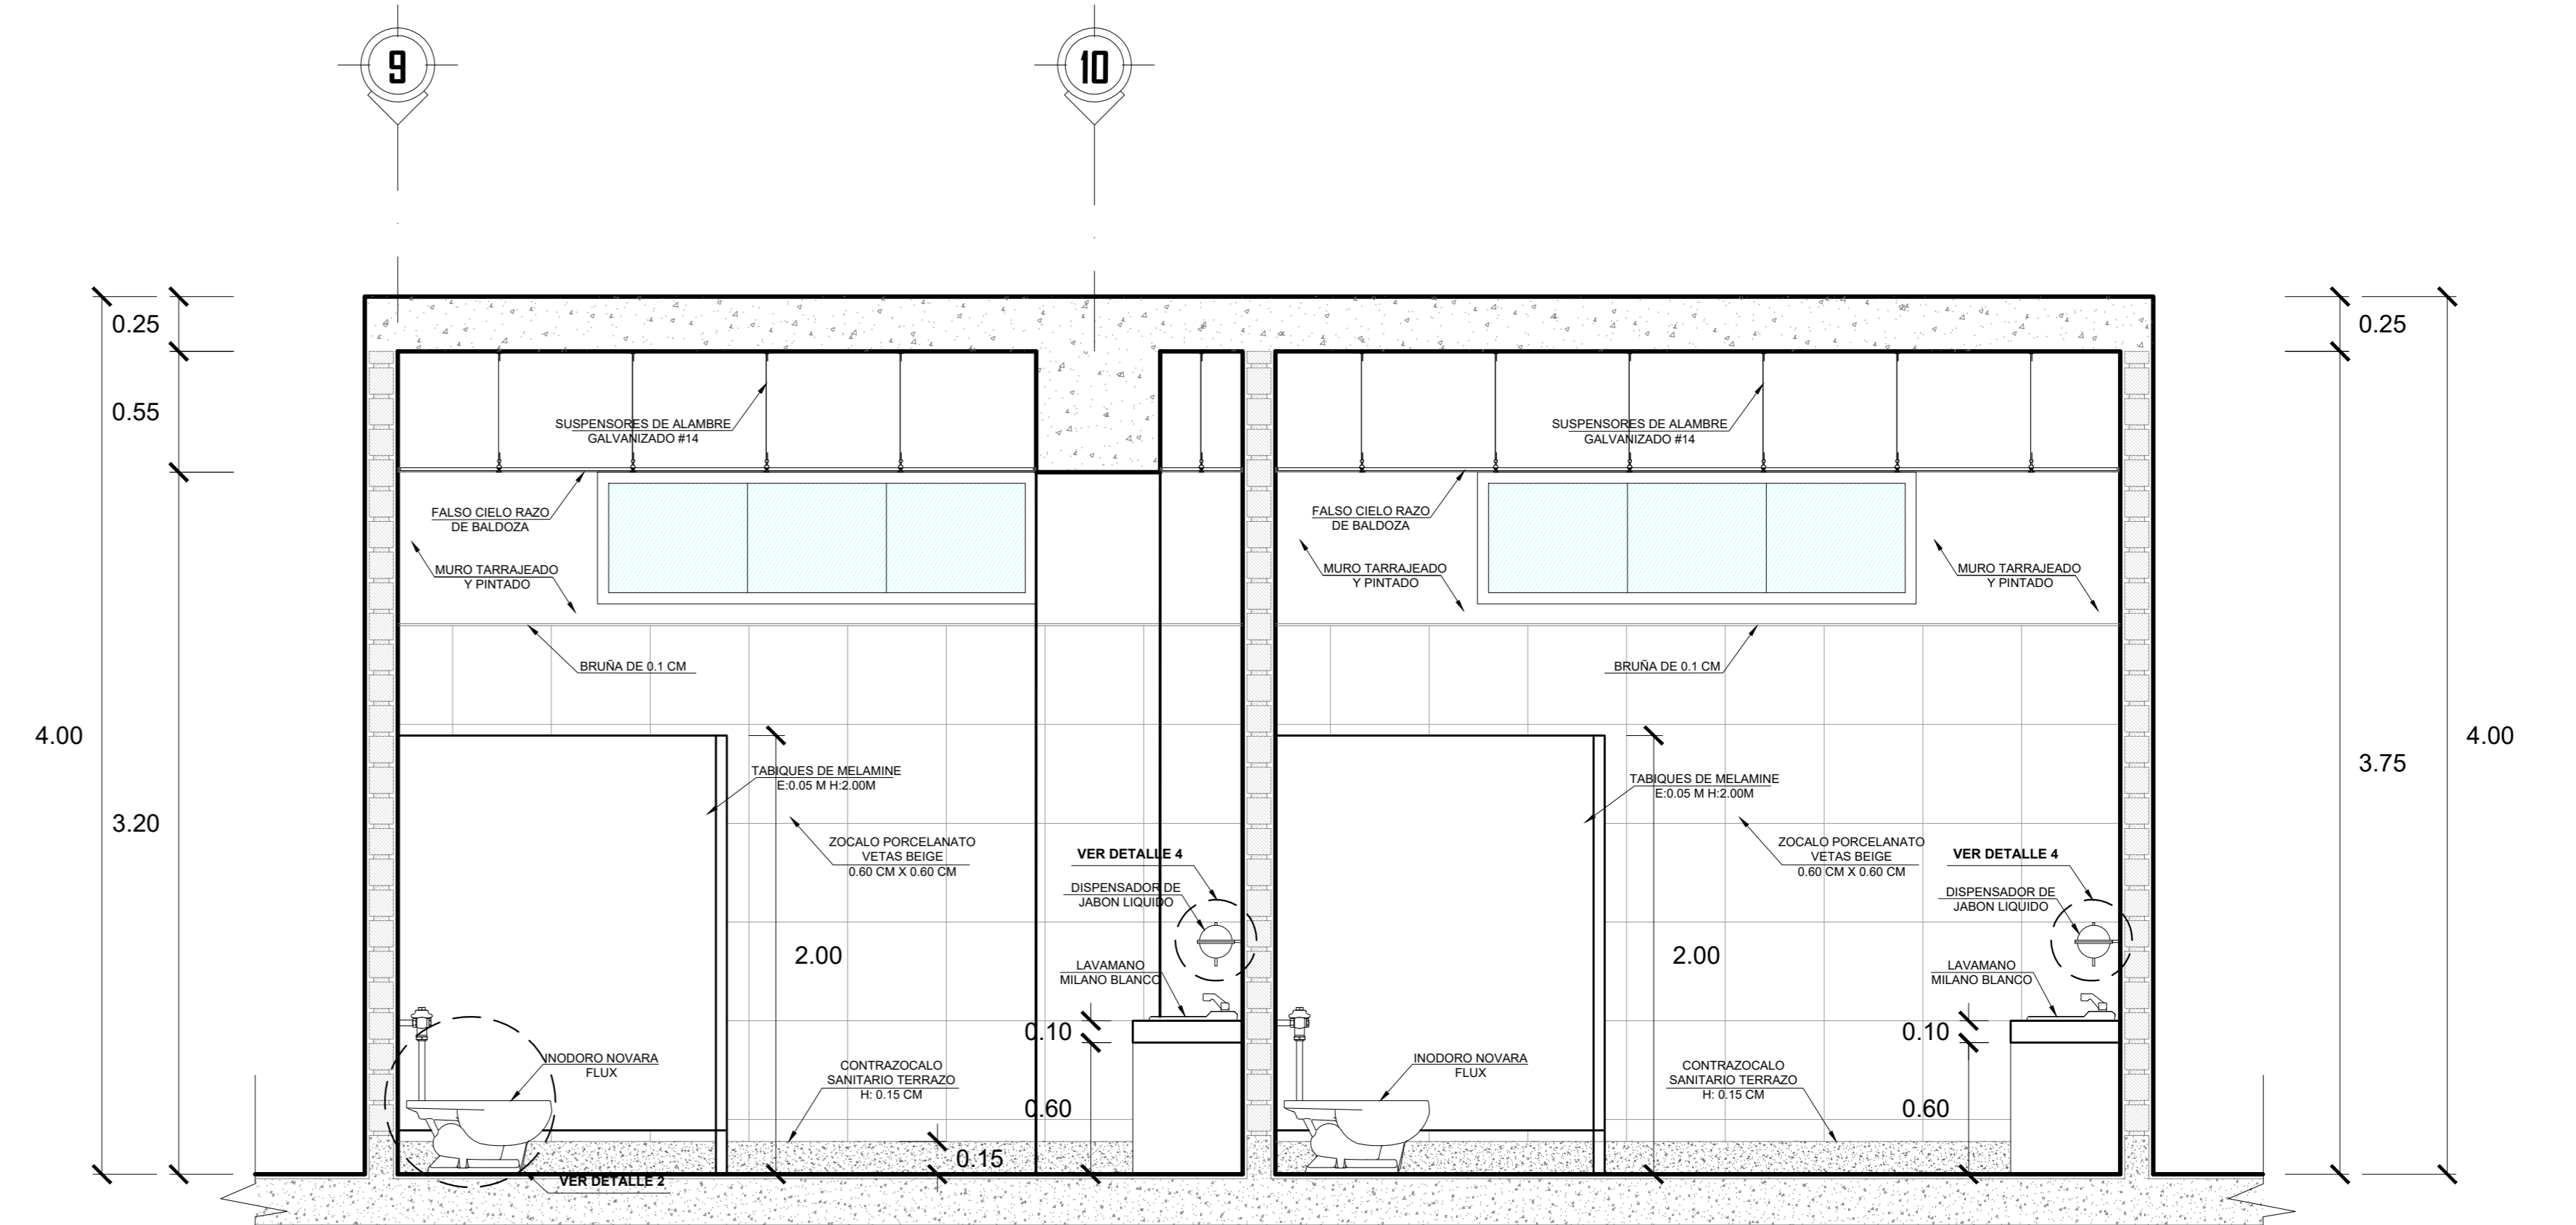 9
10
0.25
0.25
0.55
SUSPENSORES DE ALAMBRE
GALVANIZADO #14
SUSPENSORES DE ALAMBRE
GALVANIZADO #14
FALSO CIELO RAZO
DE BALDOZA
FALSO CIELO RAZO
DE BALDOZA
MURO TARRAJEADO
Y PINTADO
MURO TARRAJEADO
Y PINTADO
MURO TARRAJEADO
Y PINTADO
BRUÑA DE 0.1 CM
BRUÑA DE 0.1 CM
4.00
3.20
3.75
4.00
TABIQUES DE MELAMINE
E:0.05 M H:2.00M
TABIQUES DE MELAMINE
E:0.05 M H:2.00M
ZOCALO PORCELANATO
VETAS BEIGE
0.60 CM X 0.60 CM
ZOCALO PORCELANATO
VETAS BEIGE
0.60 CM X 0.60 CM
VER DETALLE 4
VER DETALLE 4
DISPENSADOR DE
JABON LIQUIDO
DISPENSADOR DE
JABON LIQUIDO
2.00
2.00
LAVAMANO
MILANO BLANCO
LAVAMANO
MILANO BLANCO
0.10
0.10
INODORO NOVARA
FLUX
INODORO NOVARA
FLUX
CONTRAZOCALO
SANITARIO TERRAZO
H: 0.15 CM
CONTRAZOCALO
SANITARIO TERRAZO
H: 0.15 CM
0.60
0.60
0.15
VER DETALLE 2